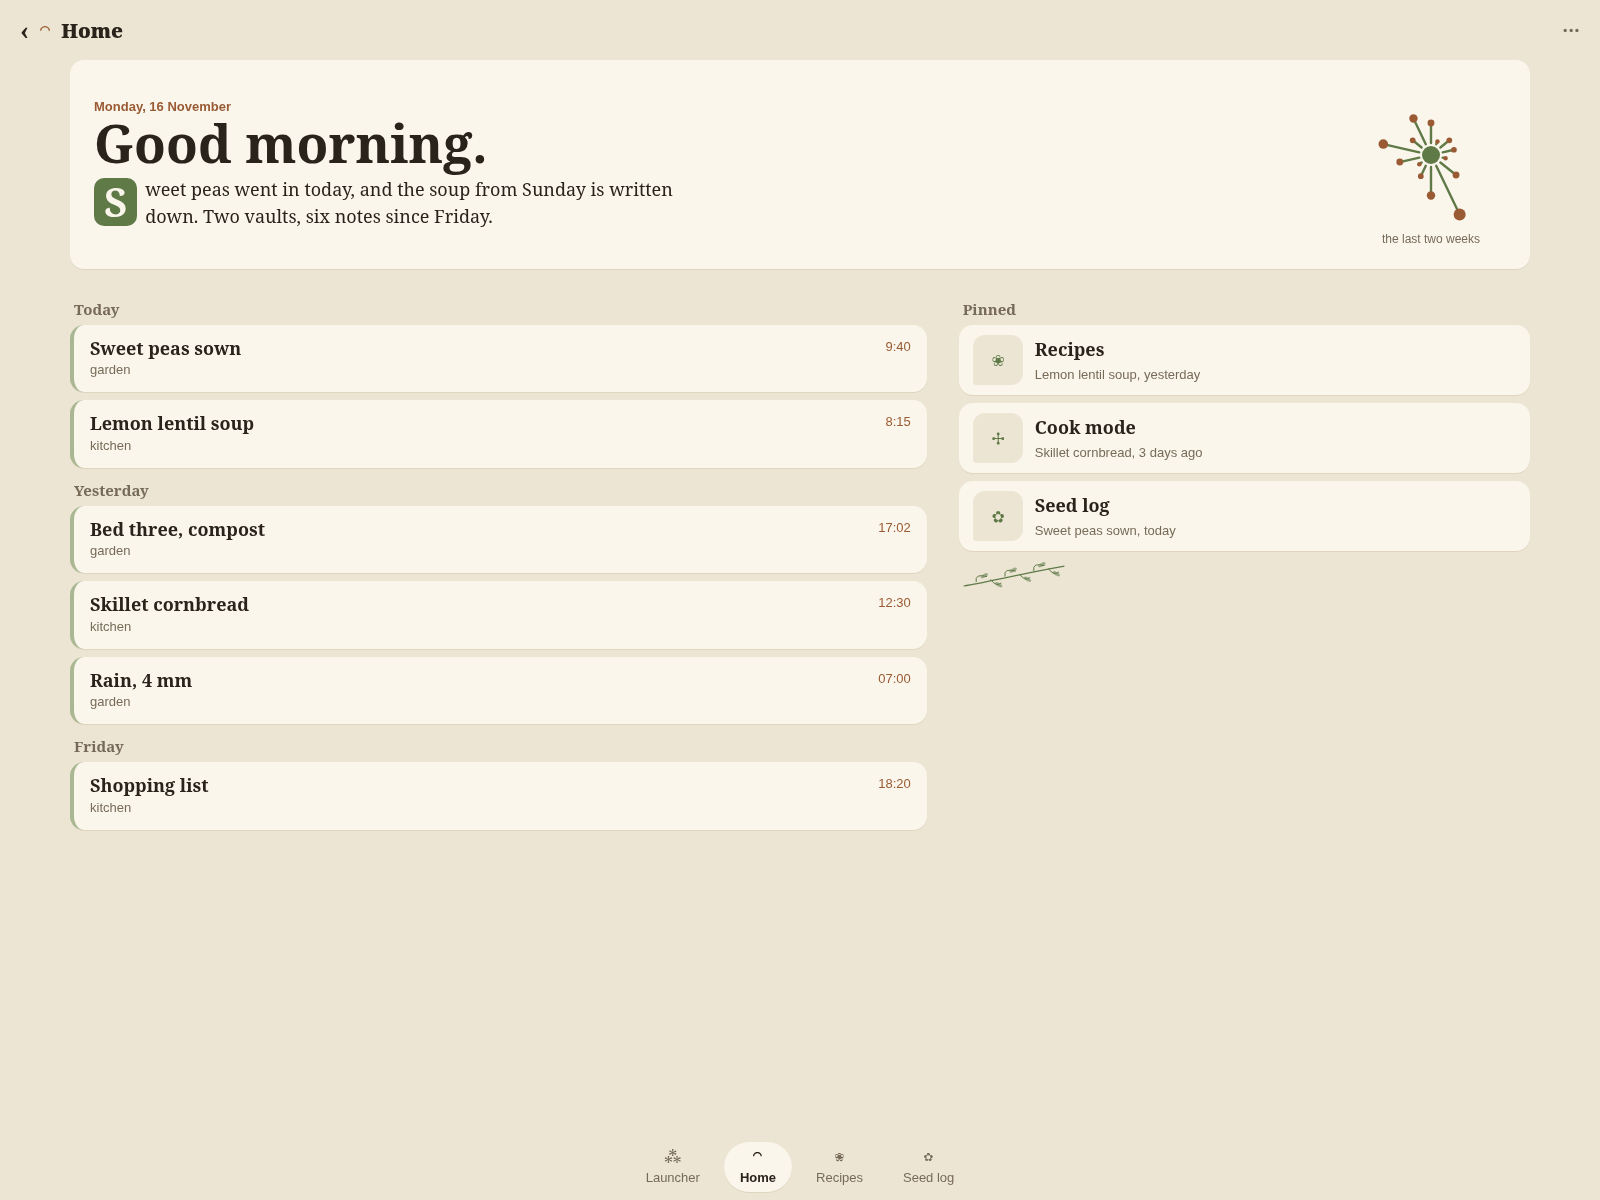 ‹ Home ···
Monday, 16 November
Good morning.
Sweet peas went in today, and the soup from Sunday is written
down. Two vaults, six notes since Friday.
the last two weeks
Today
Sweet peas sown 9:40
garden
Lemon lentil soup 8:15
kitchen
Yesterday
Bed three, compost 17:02
garden
Skillet cornbread 12:30
kitchen
Rain, 4 mm 07:00
garden
Friday
Shopping list 18:20
kitchen
Pinned
Recipes
Lemon lentil soup, yesterday
Cook mode
Skillet cornbread, 3 days ago
Seed log
Sweet peas sown, today
Launcher Home Recipes Seed log